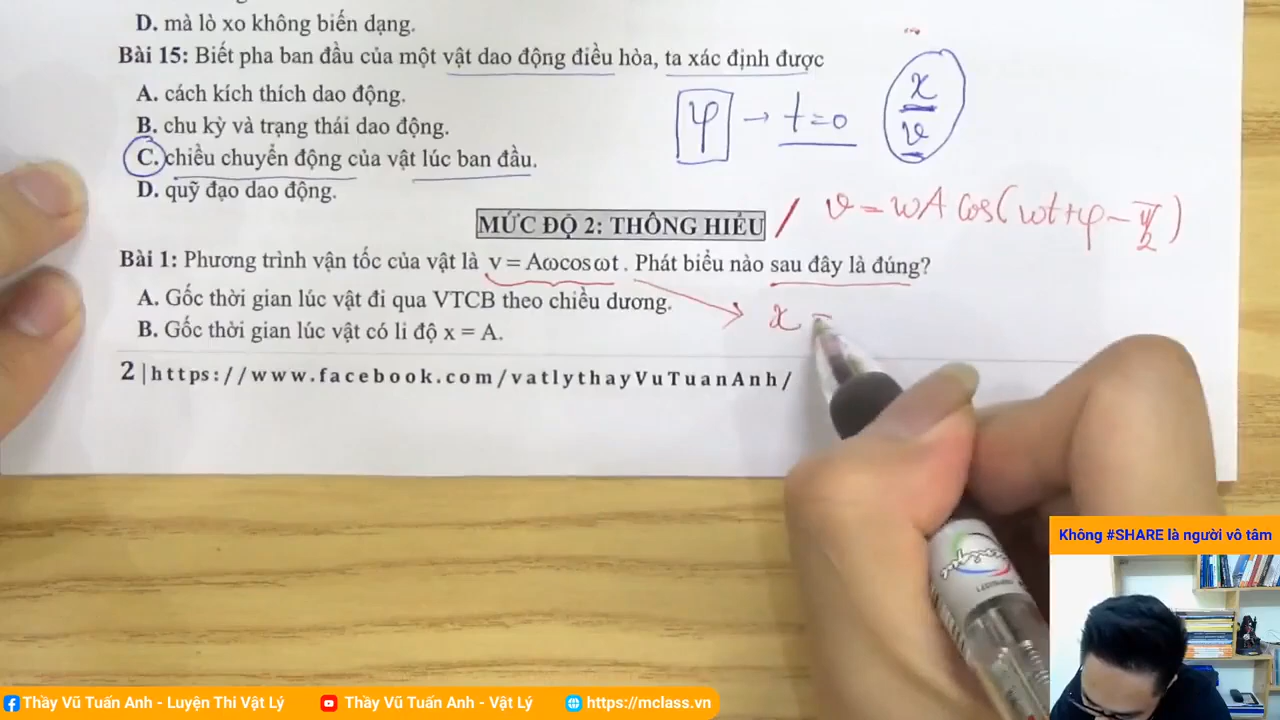 D. mà lò xo không biến dạng.
Bài 15: Biết pha ban đầu của một vật dao động điều hòa, ta xác định được
A. cách kích thích dao động.
B. chu kỳ và trạng thái dao động.
C. chiều chuyển động của vật lúc ban đầu.
D. quỹ đạo dao động.
φ → t=0
x
v
MỨC ĐỘ 2: THÔNG HIỂU
v = ωA cos(ωt+φ-π/2)
Bài 1: Phương trình vận tốc của vật là v = Aωcosωt. Phát biểu nào sau đây là đúng?
A. Gốc thời gian lúc vật đi qua VTCB theo chiều dương.
B. Gốc thời gian lúc vật có li độ x = A.
x =
2|https://www.facebook.com/vatlythayVuTuanAnh/
Không #SHARE là người vô tâm
Thầy Vũ Tuấn Anh - Luyện Thi Vật Lý
Thầy Vũ Tuấn Anh - Vật Lý
https://mclass.vn